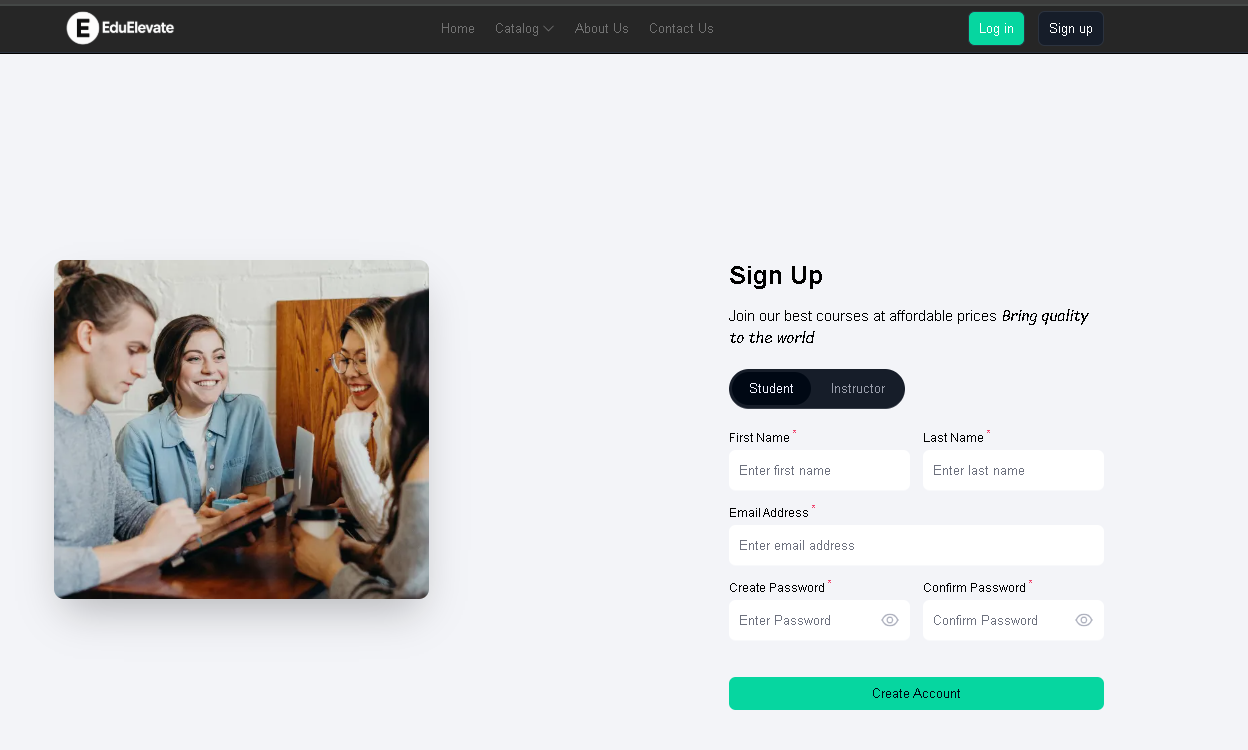 E EduElevate Home Catalog About Us Contact Us Log in Sign up
Sign Up
Join our best courses at affordable prices Bring quality
to the world
Student Instructor
First Name * Last Name *
Enter first name Enter last name
Email Address *
Enter email address
Create Password * Confirm Password *
Enter Password Confirm Password
Create Account